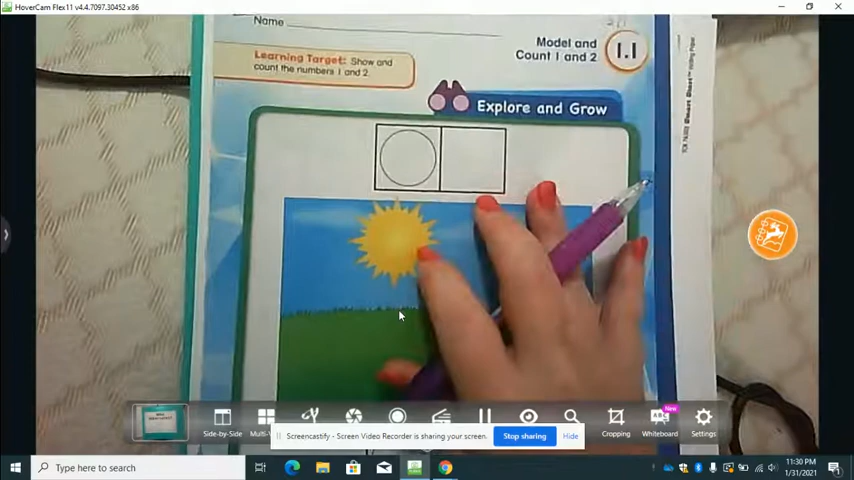 HoverCam Flex11 v4.4.7097.30452 x86
Name
Learning Target: Show and
count the numbers 1 and 2.
Model and
Count 1 and 2
1.1
Explore and Grow
Side-by-Side
New
Whiteboard
Settings
Cropping
Screencastify - Screen Video Recorder is sharing your screen.
Stop sharing
Hide
Type here to search
11:30 PM
1/31/2021